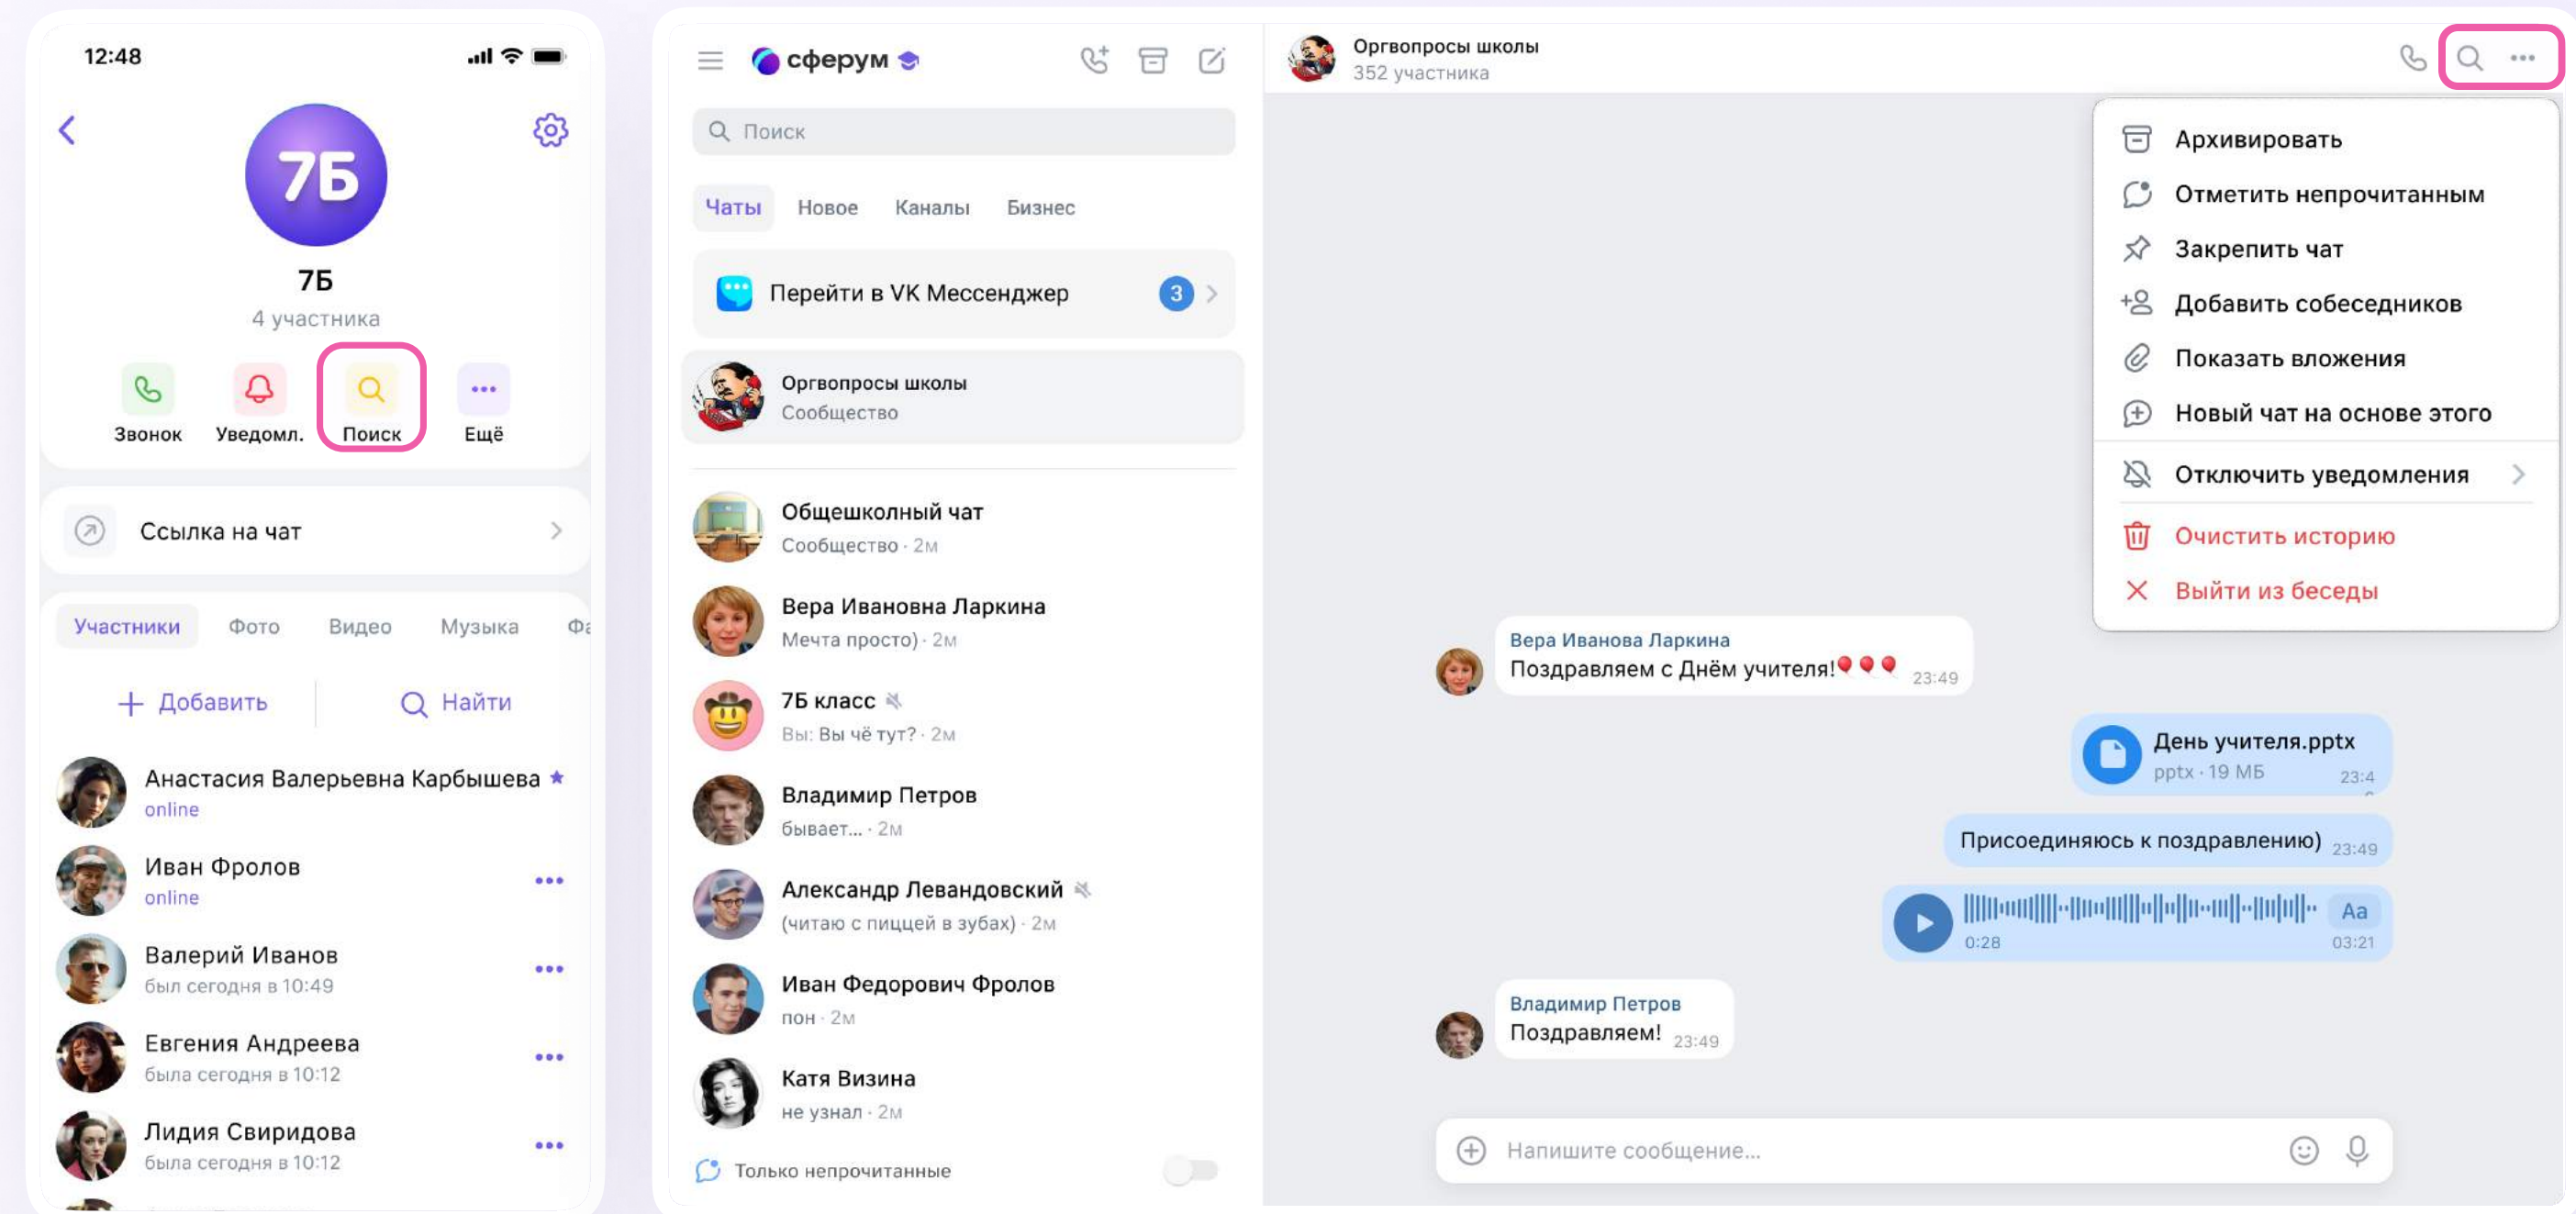 12:48
7Б
7Б
4 участника
Звонок
Уведомл.
Поиск
Ещё
Ссылка на чат
Участники
Фото
Видео
Музыка
Добавить
Найти
Анастасия Валерьевна Карбышева
online
Иван Фролов
online
Валерий Иванов
был сегодня в 10:49
Евгения Андреева
была сегодня в 10:12
Лидия Свиридова
была сегодня в 10:12
сферум
Поиск
Чаты
Новое
Каналы
Бизнес
Перейти в VK Мессенджер
3
Оргвопросы школы
Сообщество
Общешкольный чат
Сообщество · 2м
Вера Ивановна Ларкина
Мечта просто) · 2м
7Б класс
Вы: Вы чё тут? · 2м
Владимир Петров
бывает... · 2м
Александр Левандовский
(читаю с пиццей в зубах) · 2м
Иван Федорович Фролов
пон · 2м
Катя Визина
не узнал · 2м
Только непрочитанные
Оргвопросы школы
352 участника
Архивировать
Отметить непрочитанным
Закрепить чат
Добавить собеседников
Показать вложения
Новый чат на основе этого
Отключить уведомления
Очистить историю
Выйти из беседы
Вера Иванова Ларкина
Поздравляем с Днём учителя!
23:49
День учителя.pptx
pptx · 19 МБ
23:4
Присоединяюсь к поздравлению)
23:49
Aa
0:28
03:21
Владимир Петров
Поздравляем!
23:49
Напишите сообщение...